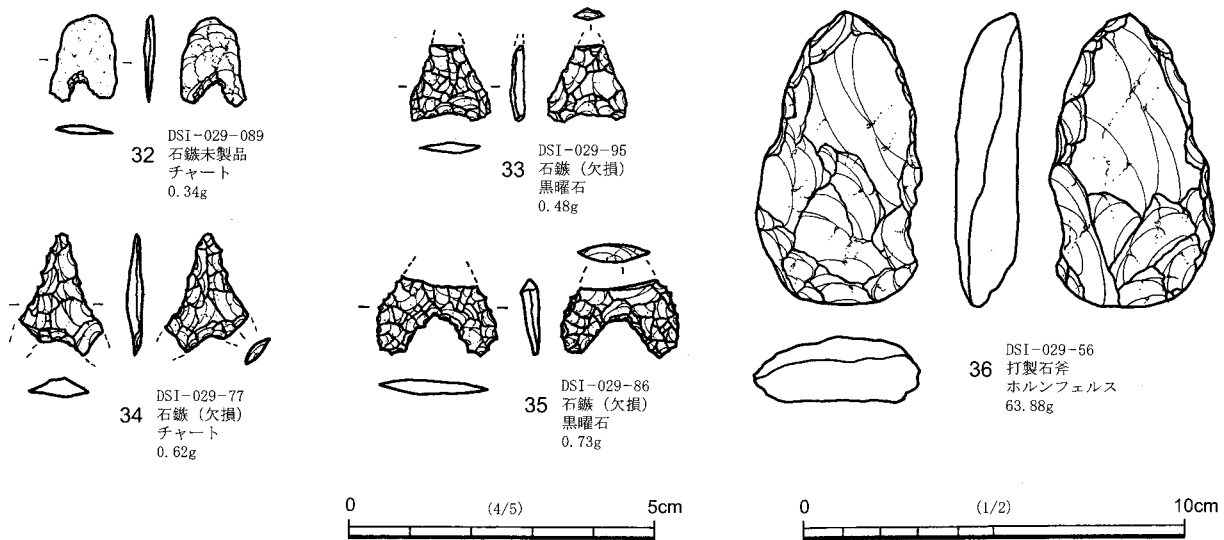 32
DSI-029-089
石鏃未製品
チャート
0.34g
33
DSI-029-95
石鏃（欠損）
黒曜石
0.48g
34
DSI-029-77
石鏃（欠損）
チャート
0.62g
35
DSI-029-86
石鏃（欠損）
黒曜石
0.73g
36
DSI-029-56
打製石斧
ホルンフェルス
63.88g
0 (4/5) 5cm
0 (1/2) 10cm